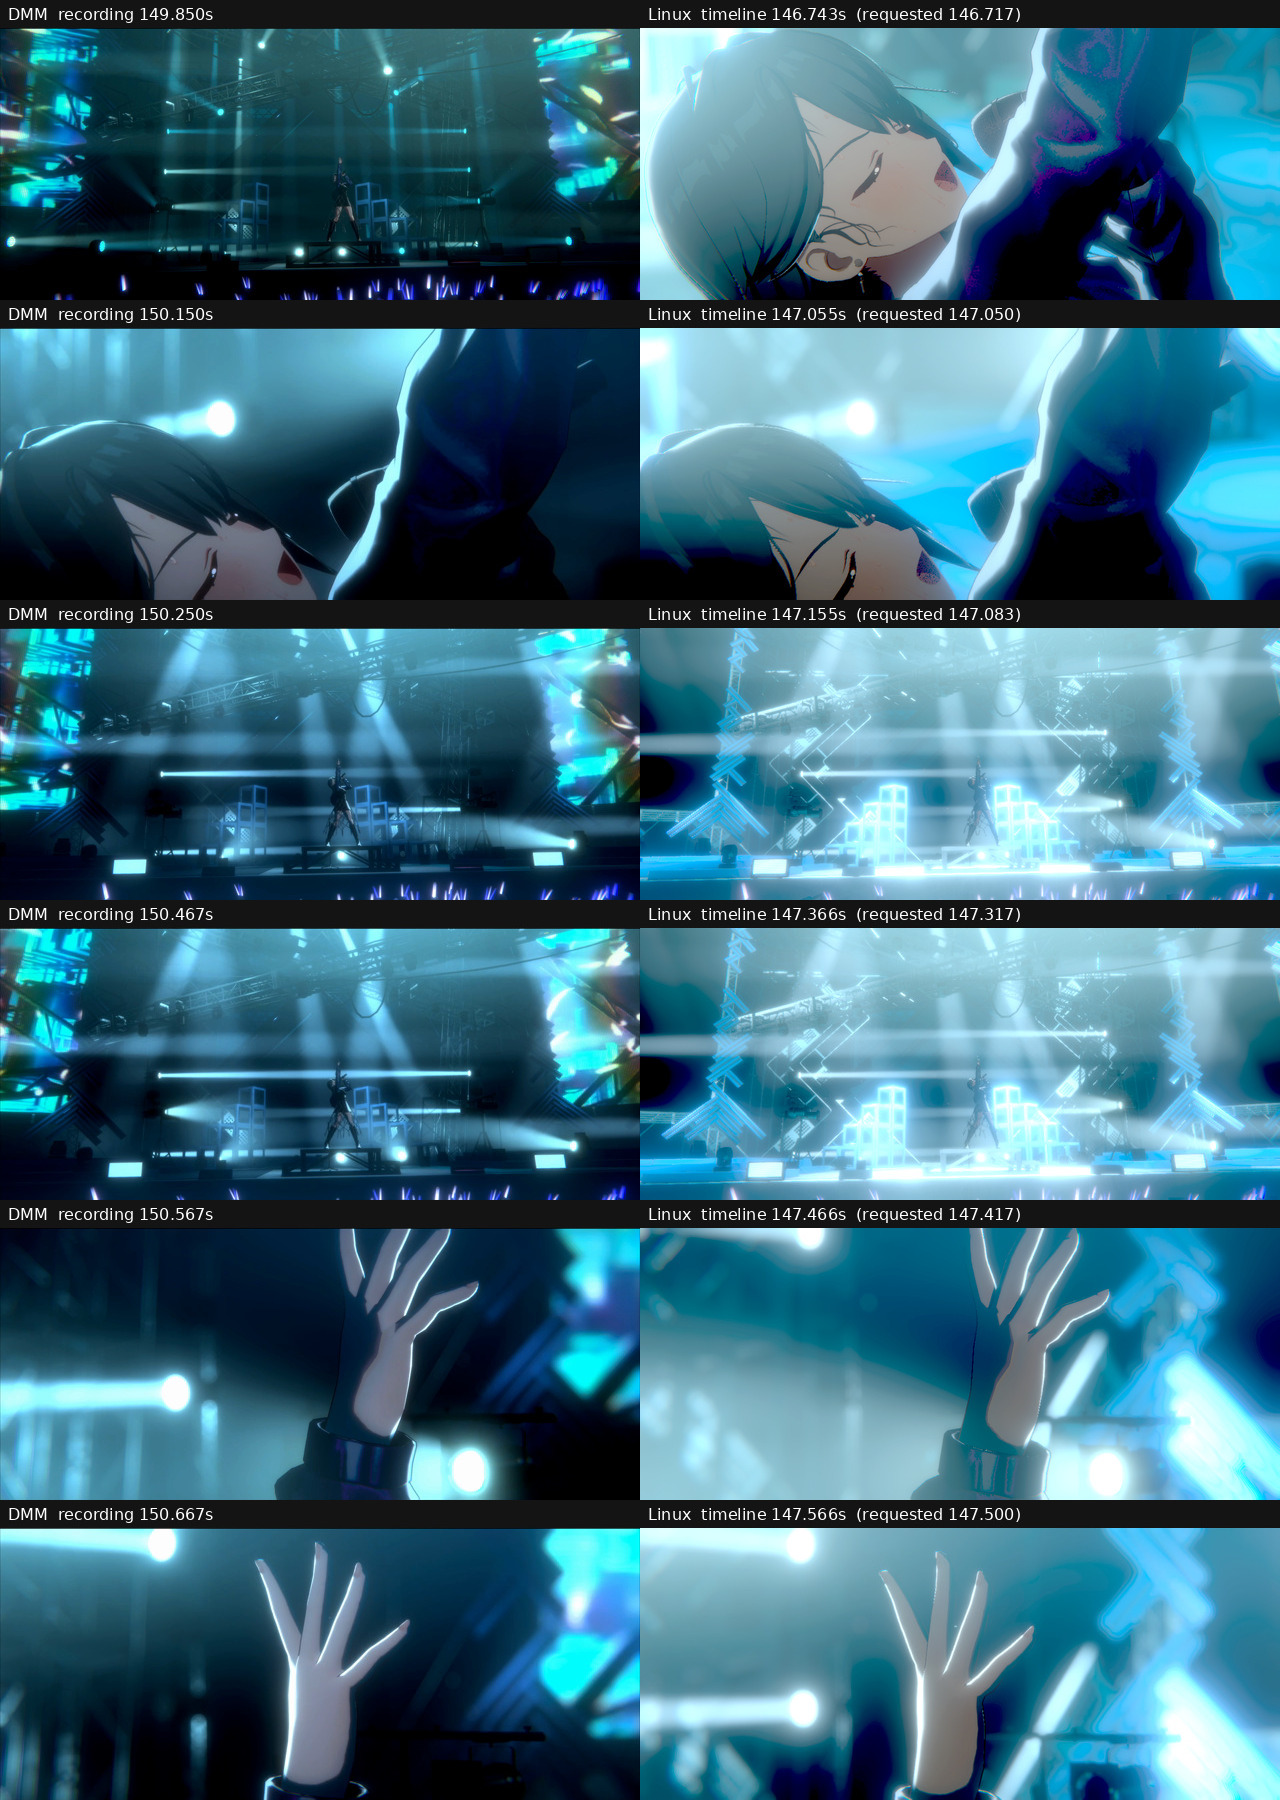 DMM  recording 149.850s
Linux  timeline 146.743s  (requested 146.717)
DMM  recording 150.150s
Linux  timeline 147.055s  (requested 147.050)
DMM  recording 150.250s
Linux  timeline 147.155s  (requested 147.083)
DMM  recording 150.467s
Linux  timeline 147.366s  (requested 147.317)
DMM  recording 150.567s
Linux  timeline 147.466s  (requested 147.417)
DMM  recording 150.667s
Linux  timeline 147.566s  (requested 147.500)